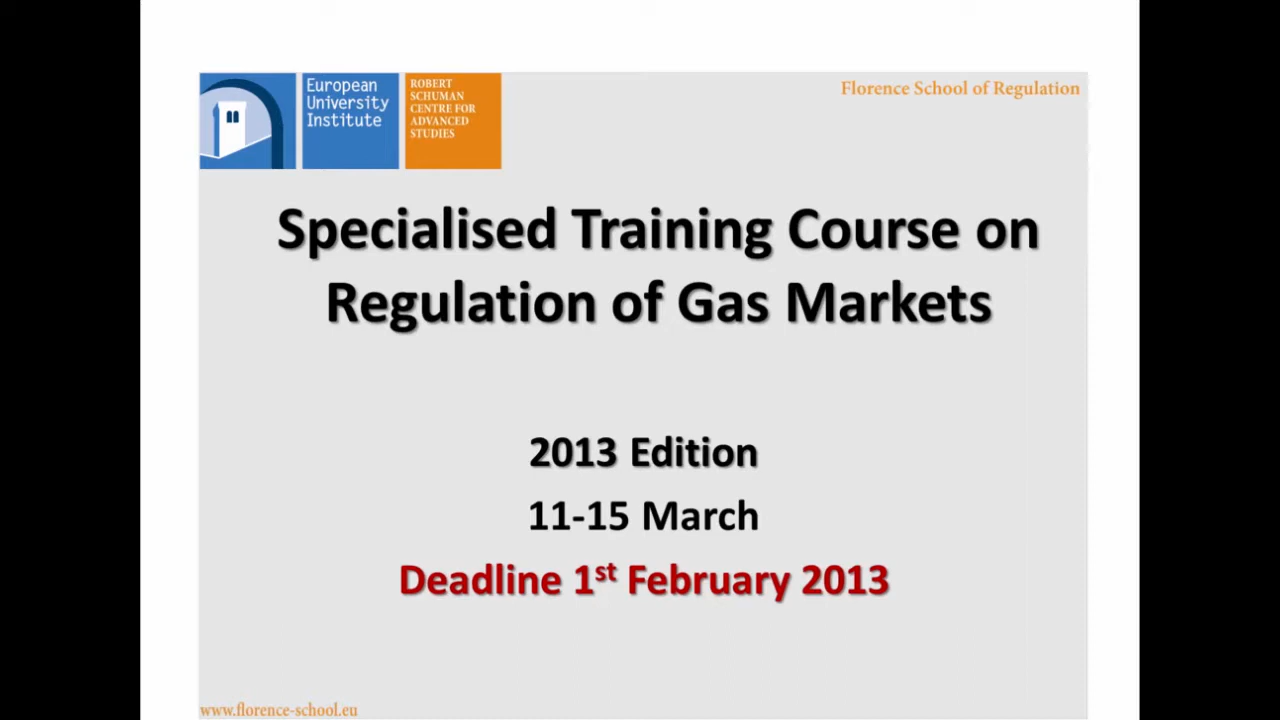 European
University
Institute
ROBERT
SCHUMAN
CENTRE FOR
ADVANCED
STUDIES
Florence School of Regulation
Specialised Training Course on
Regulation of Gas Markets
2013 Edition
11-15 March
Deadline 1st February 2013
www.florence-school.eu